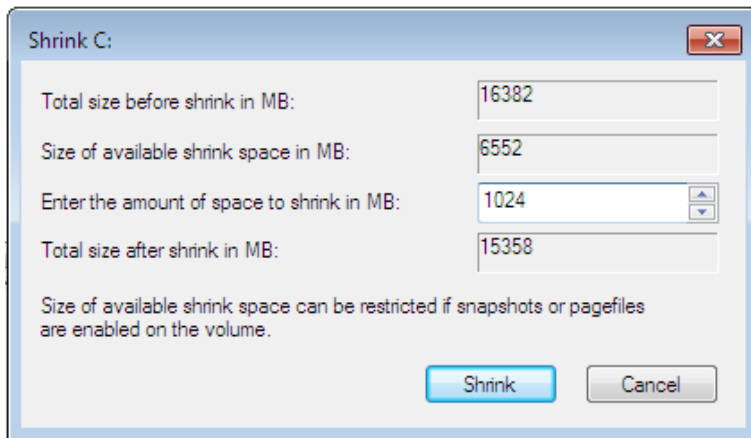 Shrink C:
Total size before shrink in MB: 16382
Size of available shrink space in MB: 6552
Enter the amount of space to shrink in MB: 1024
Total size after shrink in MB: 15358
Size of available shrink space can be restricted if snapshots or pagefiles
are enabled on the volume.
Shrink Cancel